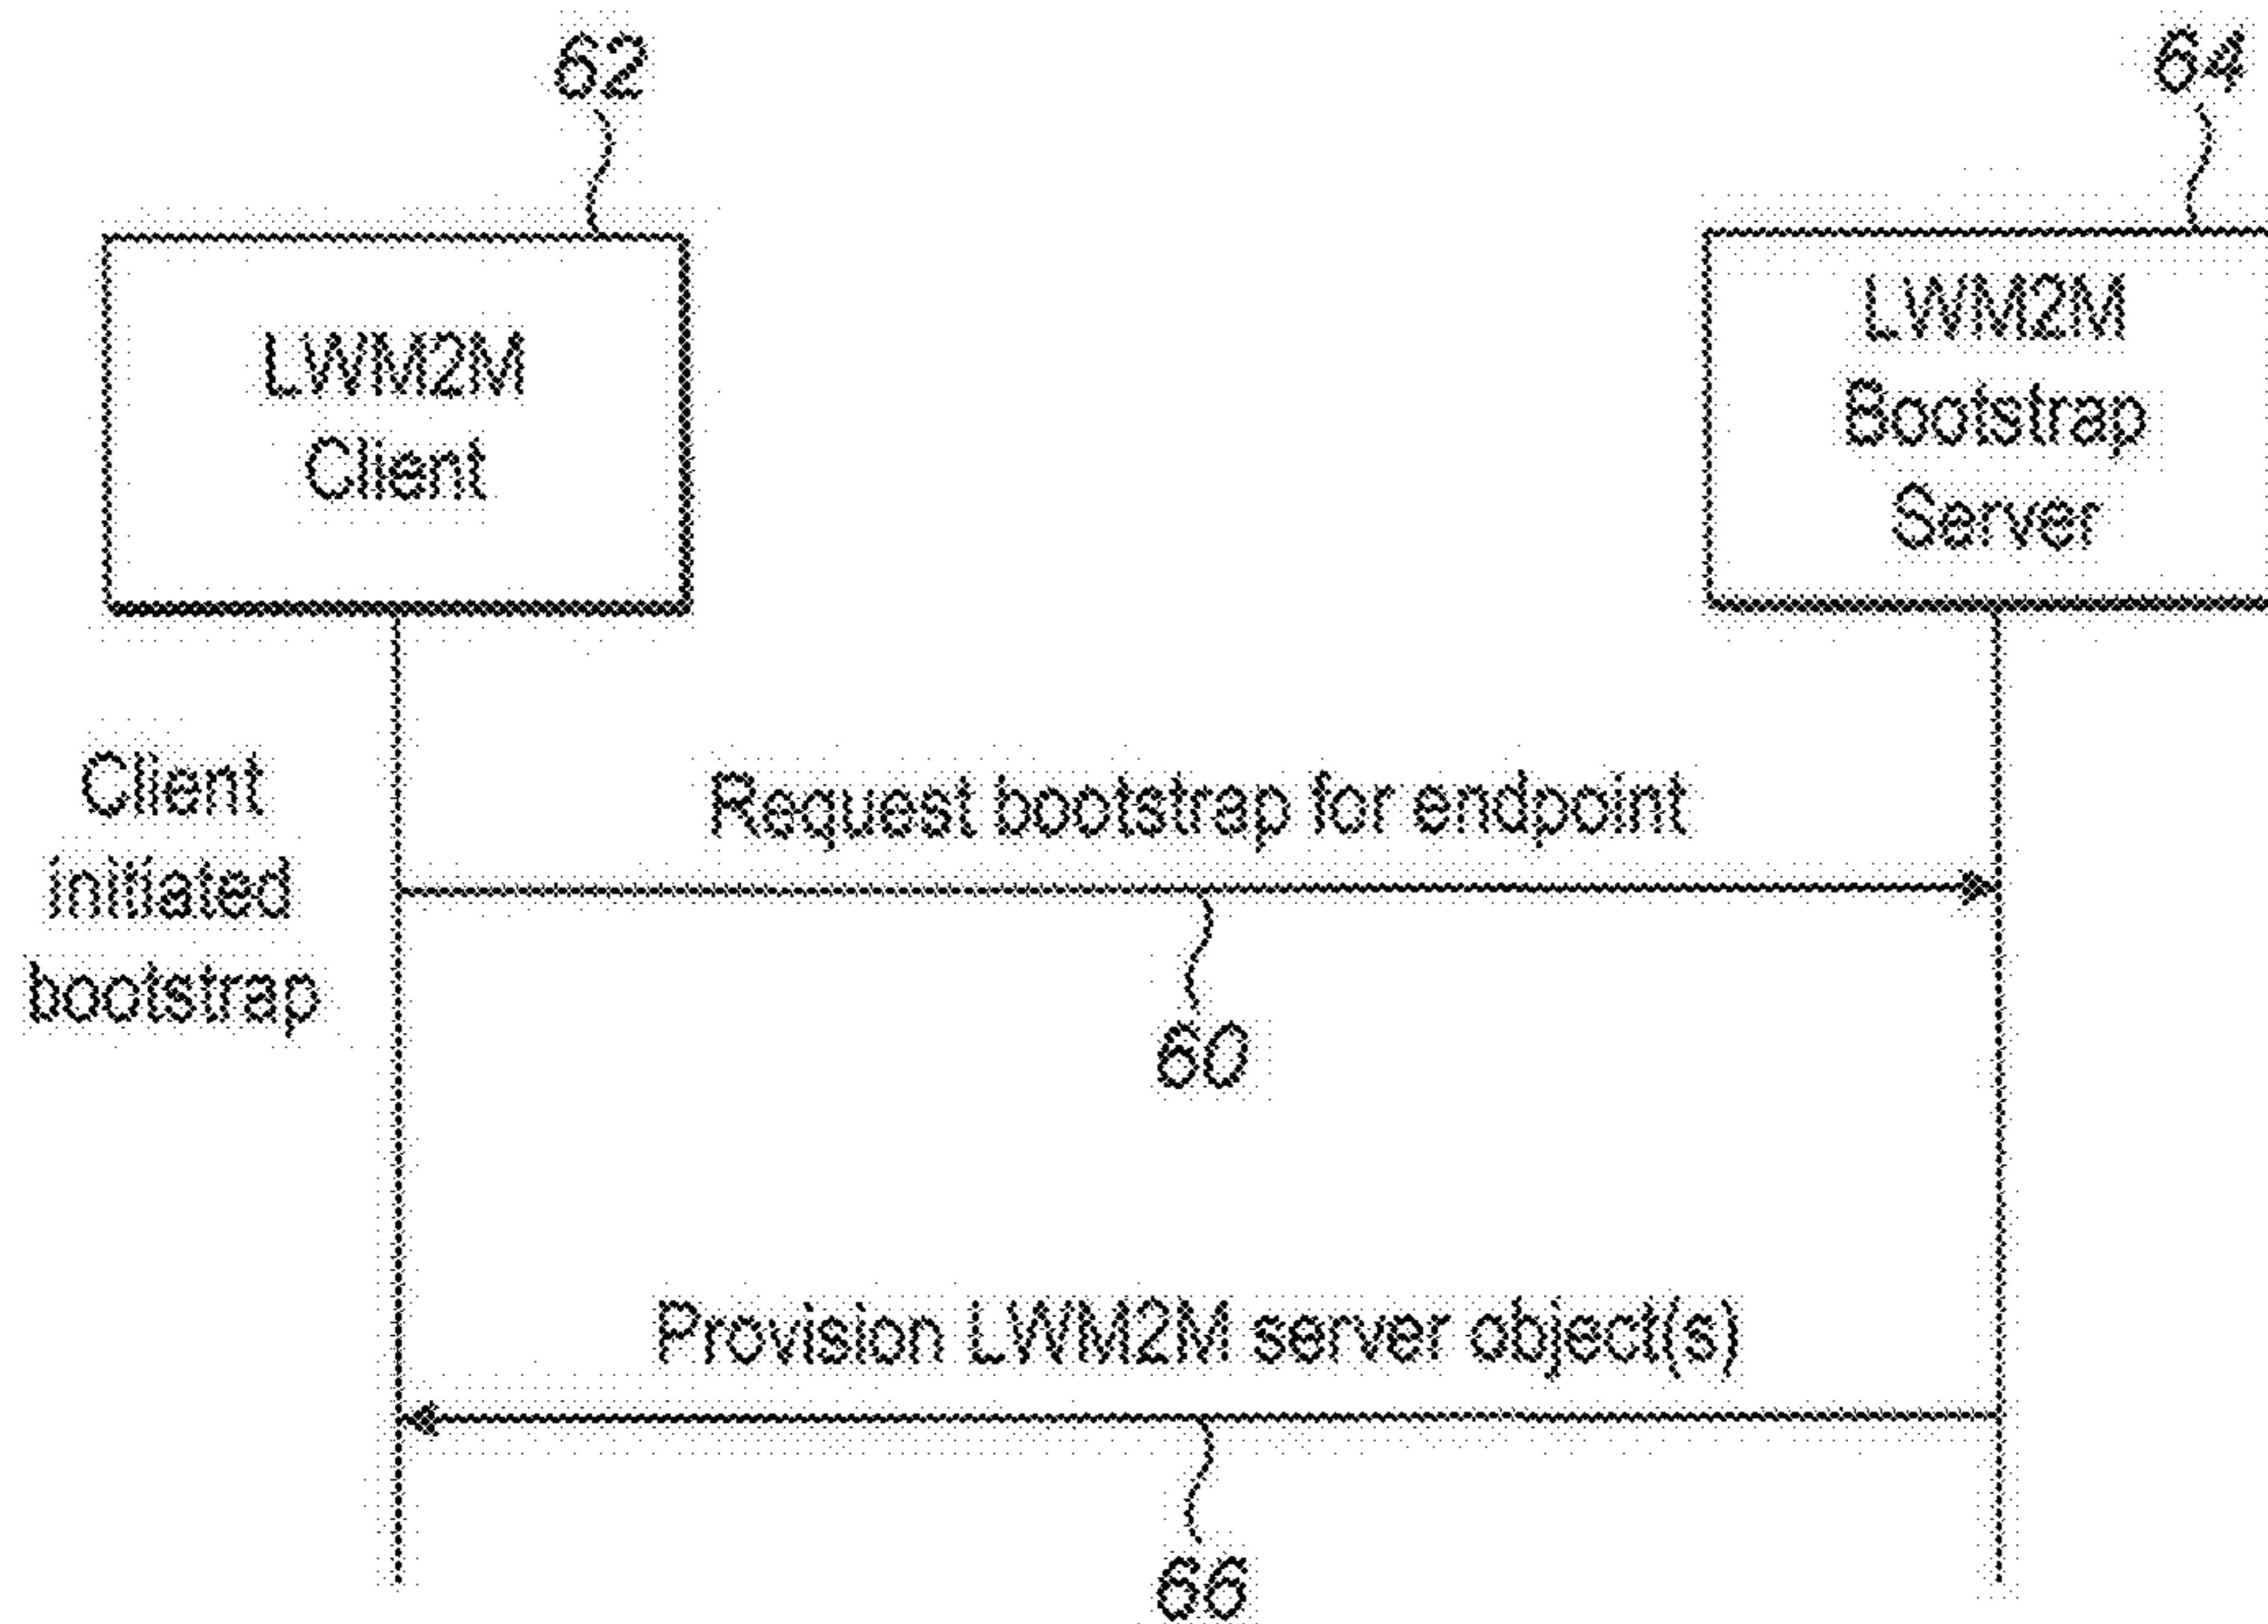 62
64
LWM2M
Client
LWM2M
Bootstrap
Server
Client
initiated
bootstrap
Request bootstrap for endpoint
60
Provision LWM2M server object(s)
66